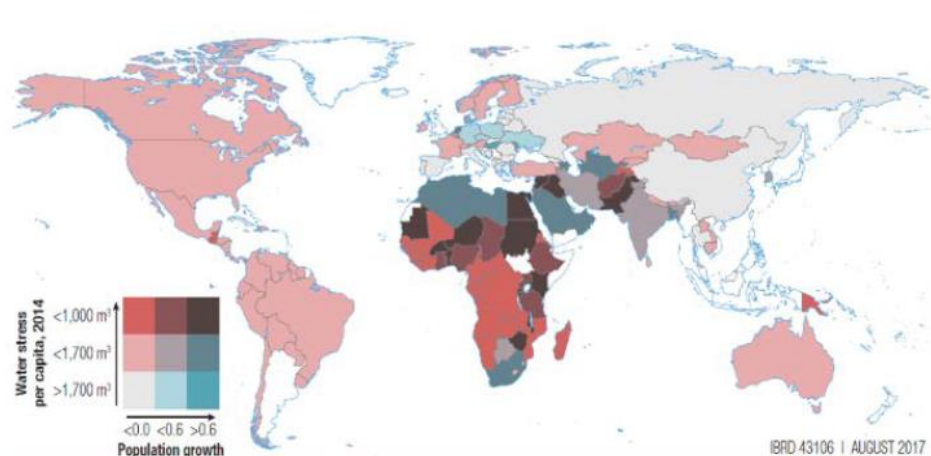 Water stress
per capita, 2014
<1,000 m³
<1,700 m³
>1,700 m³
<0.0 <0.6 >0.6
Population growth
IBRD 43106 | AUGUST 2017